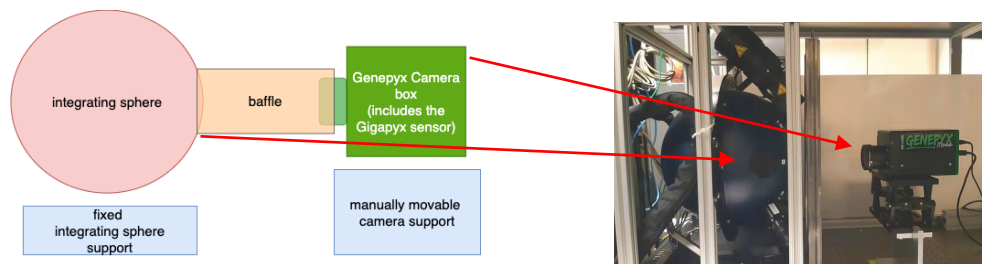 integrating sphere
baffle
Genepyx Camera
box
(includes the
Gigapyx sensor)
fixed
integrating sphere
support
manually movable
camera support
GENEPYX